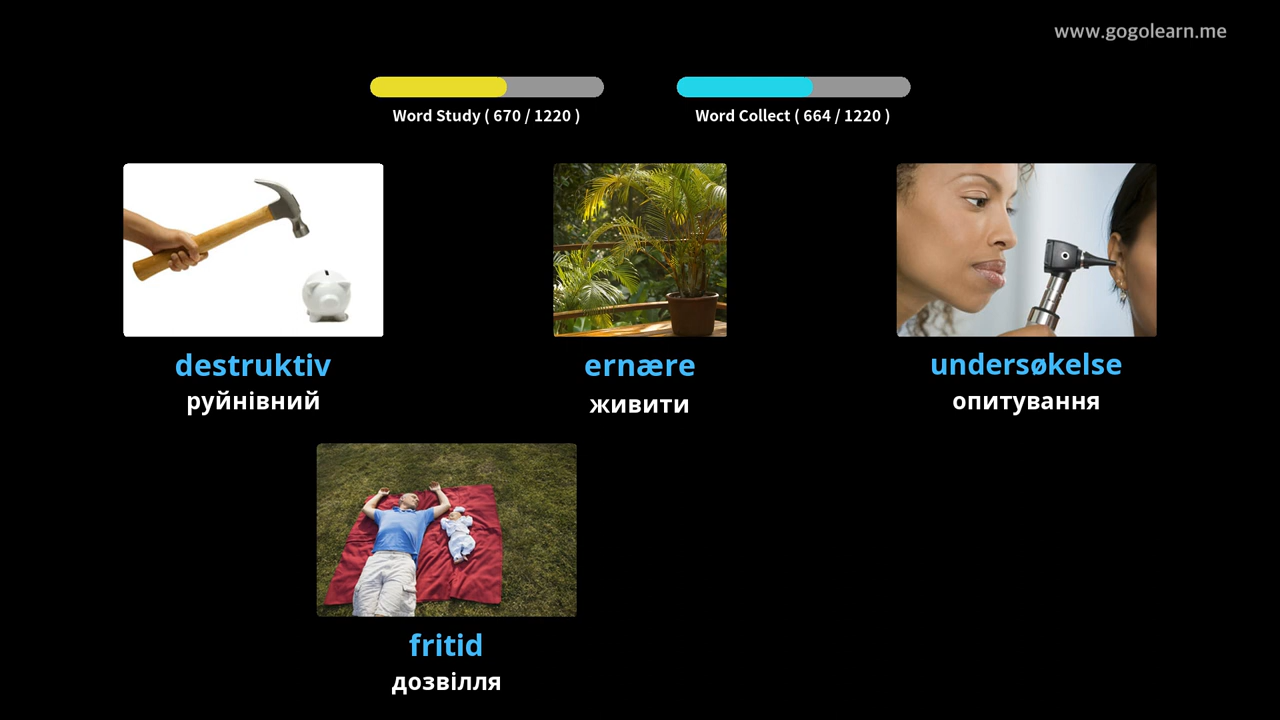 www.gogolearn.me
Word Study ( 670 / 1220 )
Word Collect ( 664 / 1220 )
destruktiv
руйнівний
ernære
живити
undersøkelse
опитування
fritid
дозвілля